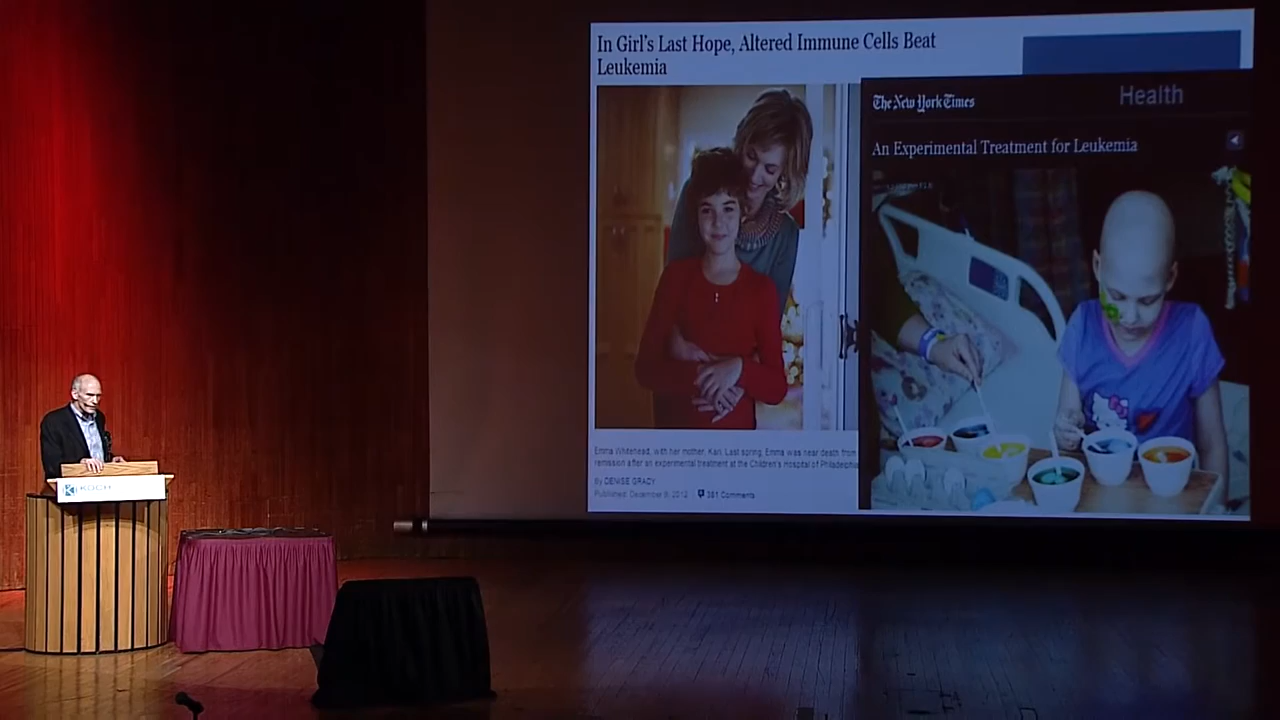 In Girl's Last Hope, Altered Immune Cells Beat
Leukemia
The New York Times
Health
An Experimental Treatment for Leukemia
Emma Whitehead, with her mother, Kari. Last spring, Emma was near death from
remission after an experimental treatment at the Children's Hospital of Philadelphia
By DENISE GRADY
Published: December 9, 2012
381 Comments
KOCH